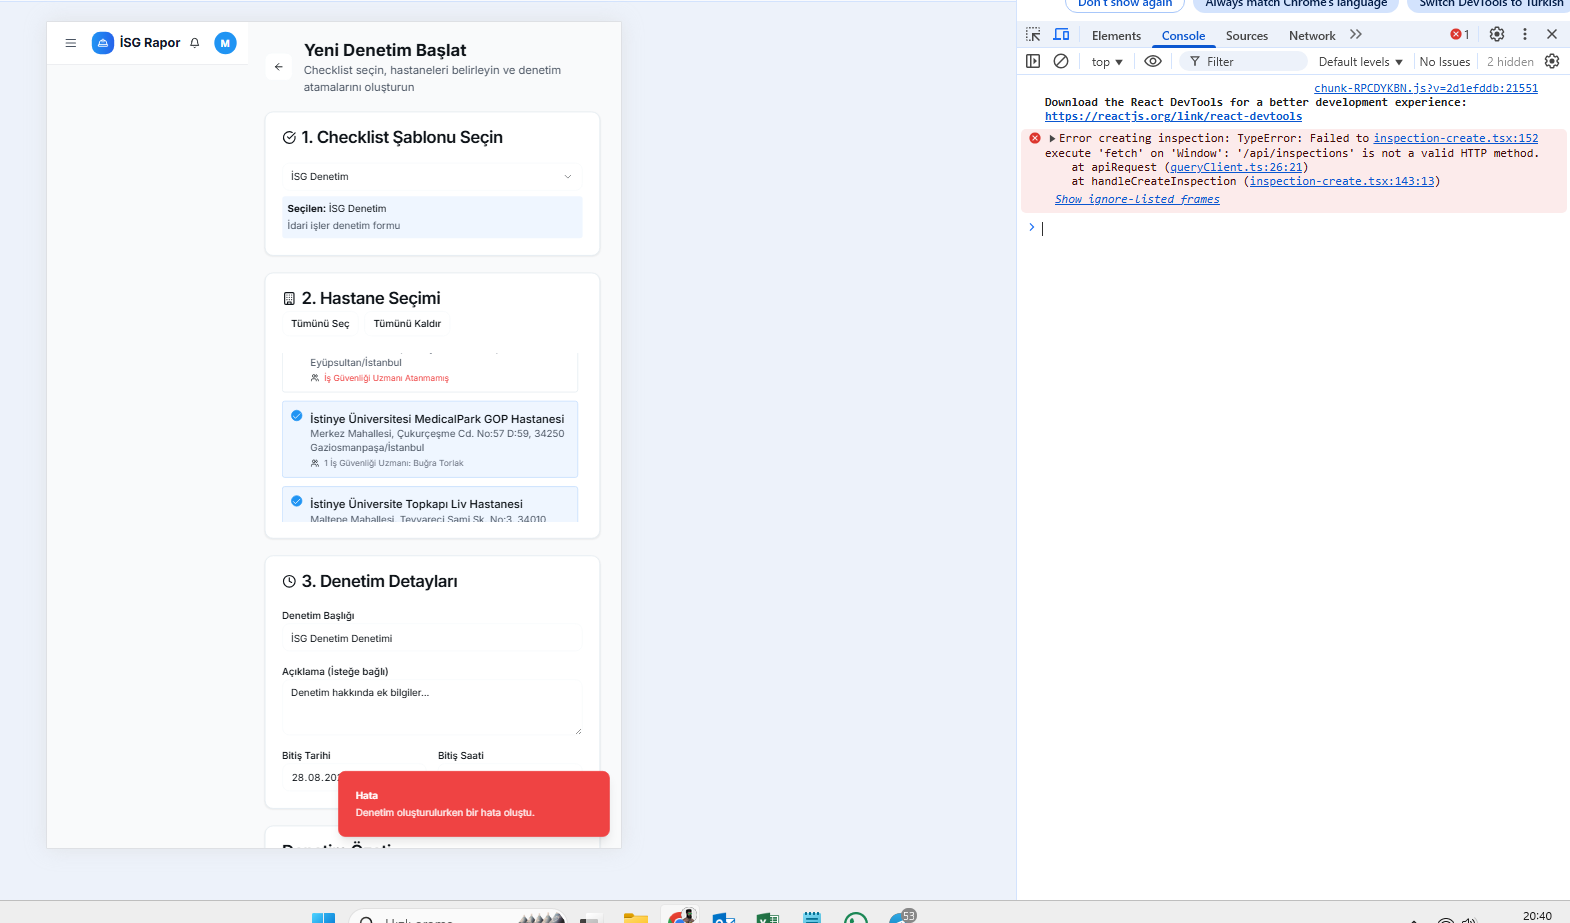 Don't show again
Always match Chrome's language
Switch DevTools to Turkish
İSG Rapor
M
Elements
Console
Sources
Network
1
top
Filter
Default levels
No Issues
2 hidden
Yeni Denetim Başlat
Checklist seçin, hastaneleri belirleyin ve denetim
atamalarını oluşturun
1. Checklist Şablonu Seçin
İSG Denetim
Seçilen: İSG Denetim
İdari işler denetim formu
2. Hastane Seçimi
Tümünü Seç
Tümünü Kaldır
Eyüpsultan/İstanbul
İş Güvenliği Uzmanı Atanmamış
İstinye Üniversitesi MedicalPark GOP Hastanesi
Merkez Mahallesi, Çukurçeşme Cd. No:57 D:59, 34250
Gaziosmanpaşa/İstanbul
1 İş Güvenliği Uzmanı: Buğra Torlak
İstinye Üniversite Topkapı Liv Hastanesi
Maltepe Mahallesi, Teyyareci Sami Sk. No:3, 34010
3. Denetim Detayları
Denetim Başlığı
İSG Denetim Denetimi
Açıklama (İsteğe bağlı)
Denetim hakkında ek bilgiler...
Bitiş Tarihi
Bitiş Saati
28.08.20
Hata
Denetim oluşturulurken bir hata oluştu.
Denetim Özeti
chunk-RPCDYKBN.js?v=2d1efddb:21551
Download the React DevTools for a better development experience:
https://reactjs.org/link/react-devtools
Error creating inspection: TypeError: Failed to inspection-create.tsx:152
execute 'fetch' on 'Window': '/api/inspections' is not a valid HTTP method.
at apiRequest (queryClient.ts:26:21)
at handleCreateInspection (inspection-create.tsx:143:13)
Show ignore-listed frames
53
20:40